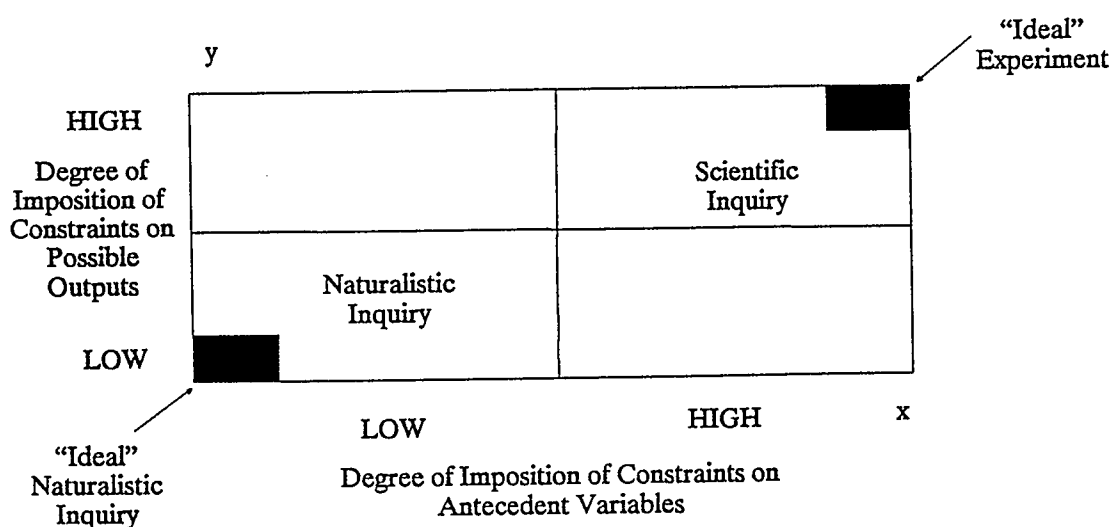 y
“Ideal”
Experiment
HIGH
Degree of
Imposition of
Constraints on
Possible
Outputs
Scientific
Inquiry
Naturalistic
Inquiry
LOW
LOW
HIGH
x
“Ideal”
Naturalistic
Inquiry
Degree of Imposition of Constraints on
Antecedent Variables